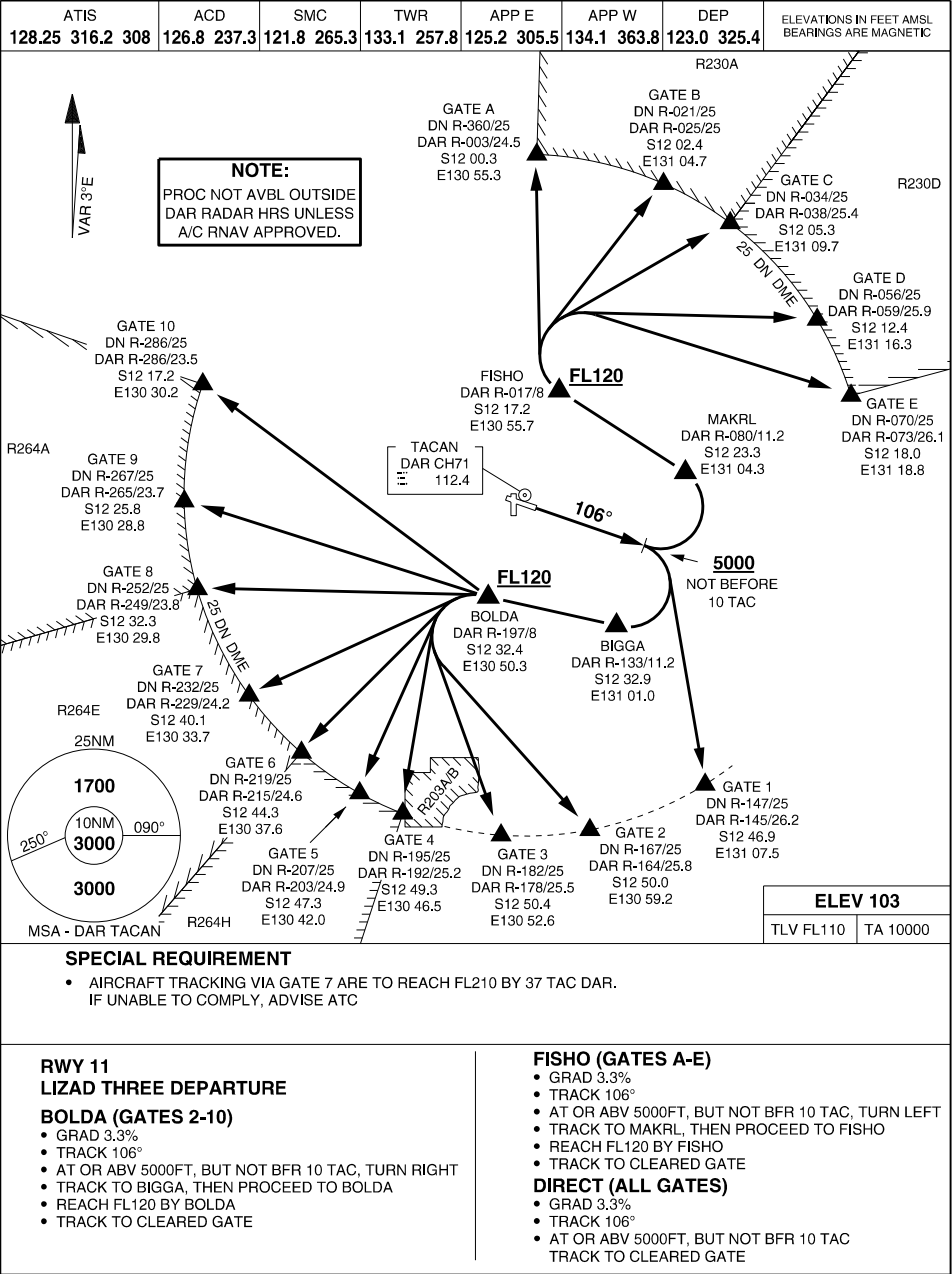 ATIS
128.25 316.2 308
ACD
126.8 237.3
SMC
121.8 265.3
TWR
133.1 257.8
APP E
125.2 305.5
APP W
134.1 363.8
DEP
123.0 325.4
ELEVATIONS IN FEET AMSL
BEARINGS ARE MAGNETIC
VAR 3°E
NOTE:
PROC NOT AVBL OUTSIDE
DAR RADAR HRS UNLESS
A/C RNAV APPROVED.
R230A
GATE A
DN R-360/25
DAR R-003/24.5
S12 00.3
E130 55.3
GATE B
DN R-021/25
DAR R-025/25
S12 02.4
E131 04.7
GATE C
DN R-034/25
DAR R-038/25.4
S12 05.3
E131 09.7
R230D
25 DN DME
GATE D
DN R-056/25
DAR R-059/25.9
S12 12.4
E131 16.3
GATE E
DN R-070/25
DAR R-073/26.1
S12 18.0
E131 18.8
GATE 10
DN R-286/25
DAR R-286/23.5
S12 17.2
E130 30.2
FISHO
DAR R-017/8
S12 17.2
E130 55.7
FL120
MAKRL
DAR R-080/11.2
S12 23.3
E131 04.3
R264A
GATE 9
DN R-267/25
DAR R-265/23.7
S12 25.8
E130 28.8
TACAN
DAR CH71
112.4
106°
5000
NOT BEFORE
10 TAC
GATE 8
DN R-252/25
DAR R-249/23.8
S12 32.3
E130 29.8
25 DN DME
FL120
BOLDA
DAR R-197/8
S12 32.4
E130 50.3
BIGGA
DAR R-133/11.2
S12 32.9
E131 01.0
GATE 7
DN R-232/25
DAR R-229/24.2
S12 40.1
E130 33.7
R264E
25NM
1700
10NM
3000
250°
090°
3000
MSA - DAR TACAN
GATE 6
DN R-219/25
DAR R-215/24.6
S12 44.3
E130 37.6
R264H
GATE 5
DN R-207/25
DAR R-203/24.9
S12 47.3
E130 42.0
R203A/B
GATE 4
DN R-195/25
DAR R-192/25.2
S12 49.3
E130 46.5
GATE 3
DN R-182/25
DAR R-178/25.5
S12 50.4
E130 52.6
GATE 2
DN R-167/25
DAR R-164/25.8
S12 50.0
E130 59.2
GATE 1
DN R-147/25
DAR R-145/26.2
S12 46.9
E131 07.5
ELEV 103
TLV FL110
TA 10000
SPECIAL REQUIREMENT
• AIRCRAFT TRACKING VIA GATE 7 ARE TO REACH FL210 BY 37 TAC DAR.
IF UNABLE TO COMPLY, ADVISE ATC
RWY 11
LIZAD THREE DEPARTURE
BOLDA (GATES 2-10)
• GRAD 3.3%
• TRACK 106°
• AT OR ABV 5000FT, BUT NOT BFR 10 TAC, TURN RIGHT
• TRACK TO BIGGA, THEN PROCEED TO BOLDA
• REACH FL120 BY BOLDA
• TRACK TO CLEARED GATE
FISHO (GATES A-E)
• GRAD 3.3%
• TRACK 106°
• AT OR ABV 5000FT, BUT NOT BFR 10 TAC, TURN LEFT
• TRACK TO MAKRL, THEN PROCEED TO FISHO
• REACH FL120 BY FISHO
• TRACK TO CLEARED GATE
DIRECT (ALL GATES)
• GRAD 3.3%
• TRACK 106°
• AT OR ABV 5000FT, BUT NOT BFR 10 TAC
TRACK TO CLEARED GATE